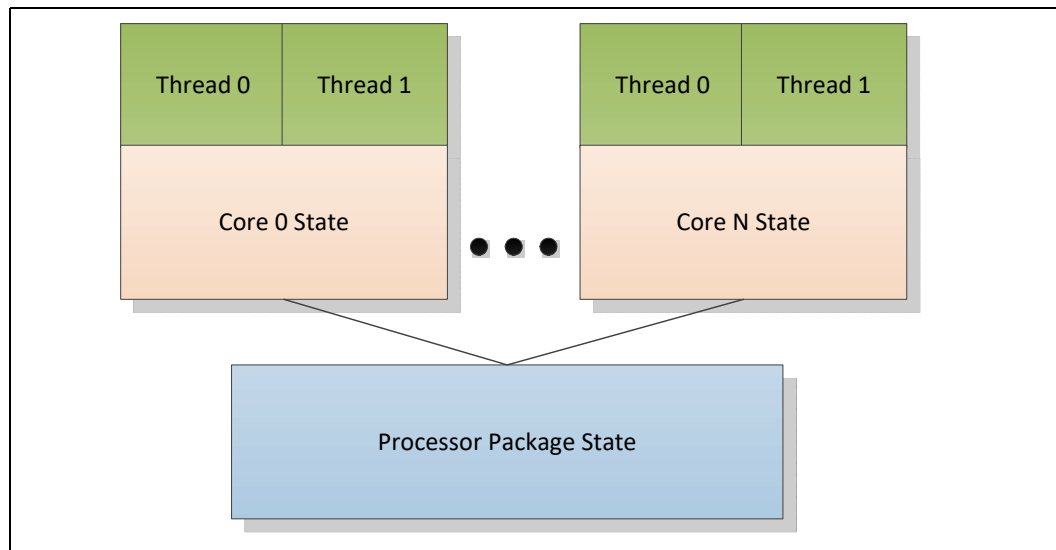 Thread 0 Thread 1 Thread 0 Thread 1
Core 0 State Core N State
Processor Package State